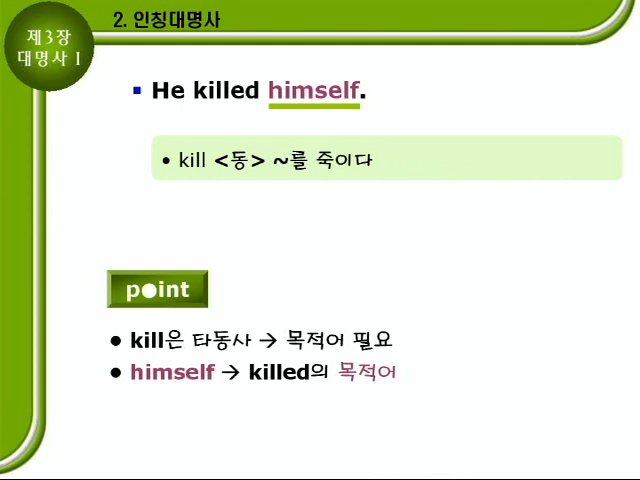 제3장
대명사 I
2. 인칭대명사
▪ He killed himself.
• kill <동> ~를 죽이다
point
● kill은 타동사 → 목적어 필요
● himself → killed의 목적어